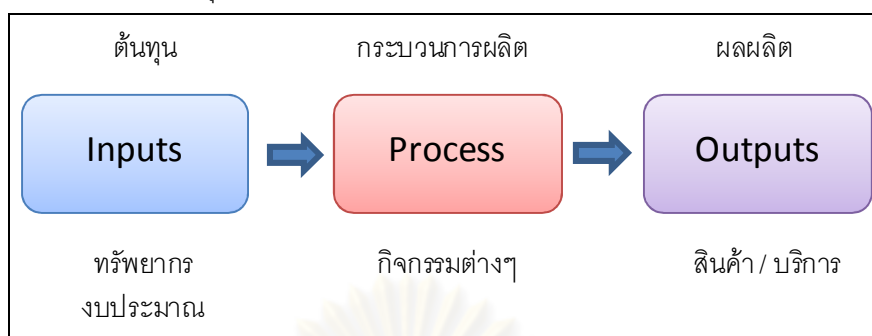 ต้นทุน กระบวนการผลิต ผลผลิต
Inputs Process Outputs
ทรัพยากร กิจกรรมต่างๆ สินค้า / บริการ
งบประมาณ